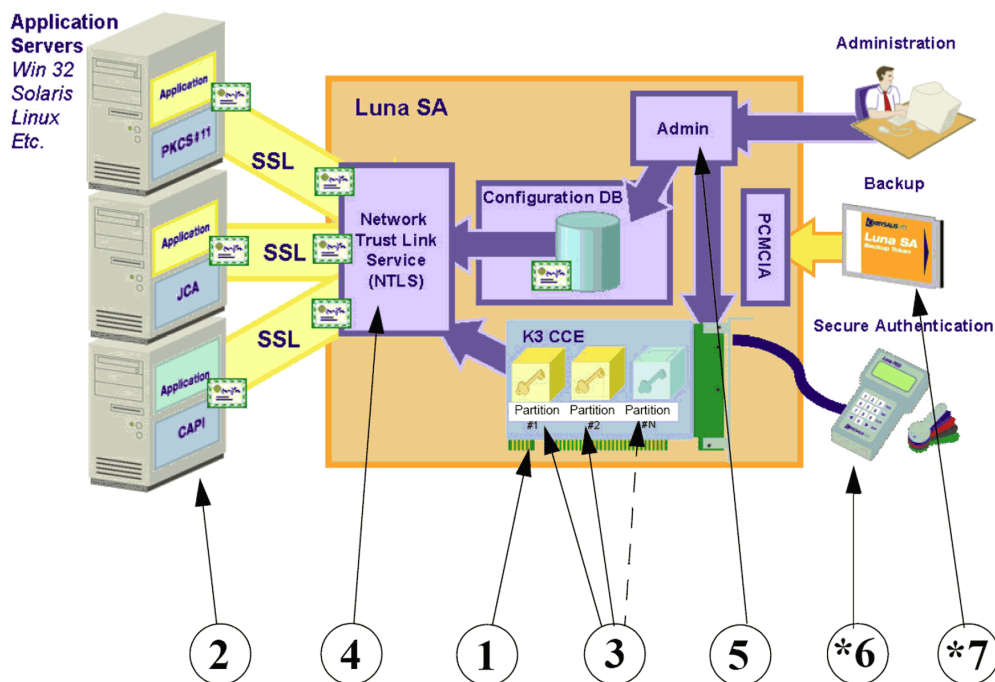 Application
Servers
Win 32
Solaris
Linux
Etc.
Application
PKCS#11
Application
JCA
Application
CAPI
SSL
SSL
SSL
Luna SA
Network
Trust Link
Service
(NTLS)
Configuration DB
Admin
PCMCIA
K3 CCE
Partition
#1
Partition
#2
Partition
#N
Administration
Backup
Luna SA
Backup Token
Secure Authentication
2
4
1
3
5
*6
*7